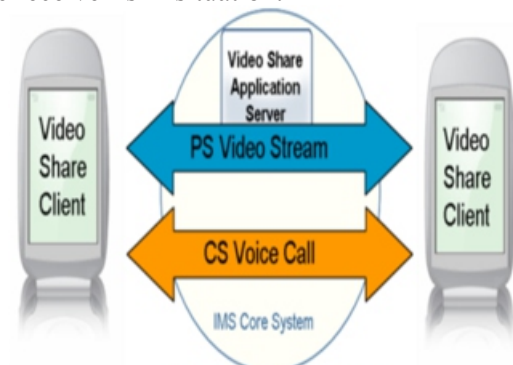 Video Share
Application
Server
Video
Share
Client
PS Video Stream
CS Voice Call
Video
Share
Client
IMS Core System